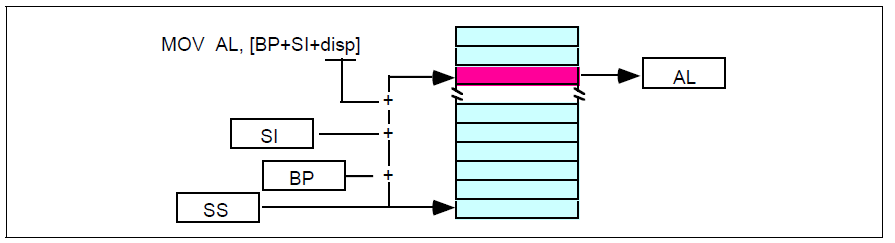 MOV AL, [BP+SI+disp]
AL
+
SI
+
BP
+
SS